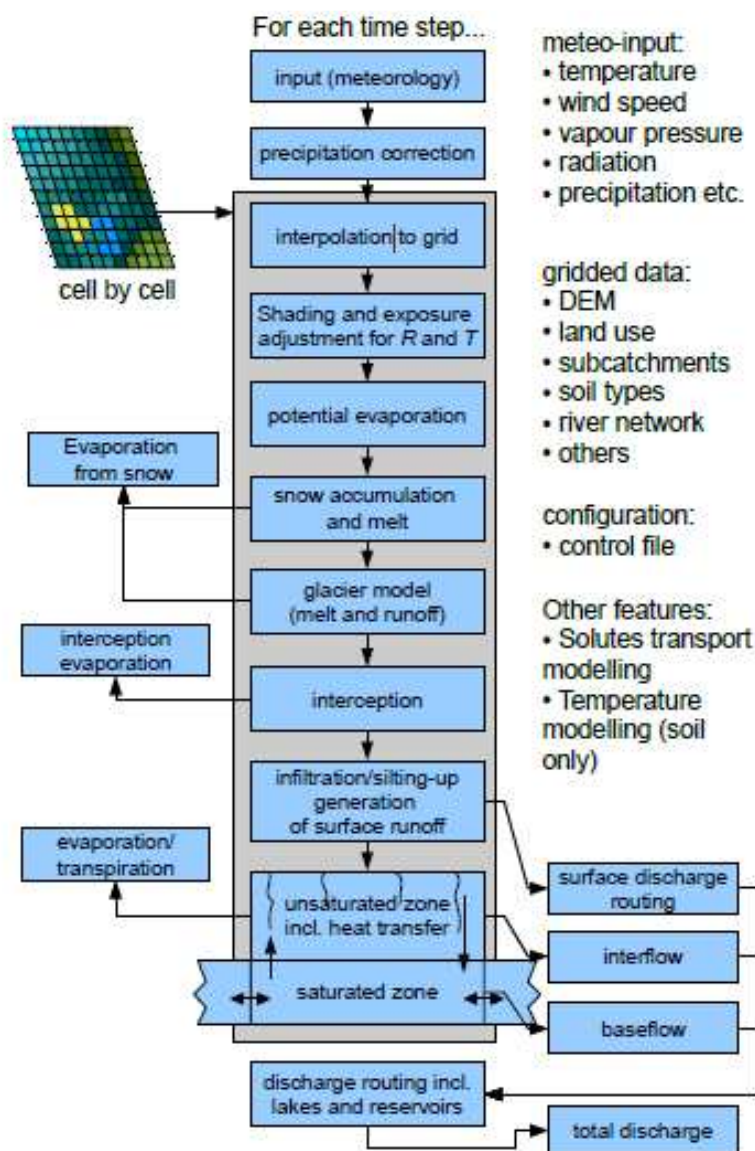 For each time step...
input (meteorology)
precipitation correction
cell by cell
interpolation to grid
Shading and exposure
adjustment for R and T
potential evaporation
Evaporation
from snow
snow accumulation
and melt
glacier model
(melt and runoff)
interception
evaporation
interception
infiltration/silting-up
generation
of surface runoff
evaporation/
transpiration
unsaturated zone
incl. heat transfer
saturated zone
surface discharge
routing
interflow
baseflow
discharge routing incl.
lakes and reservoirs
total discharge
meteo-input:
• temperature
• wind speed
• vapour pressure
• radiation
• precipitation etc.
gridded data:
• DEM
• land use
• subcatchments
• soil types
• river network
• others
configuration:
• control file
Other features:
• Solutes transport
modelling
• Temperature
modelling (soil
only)